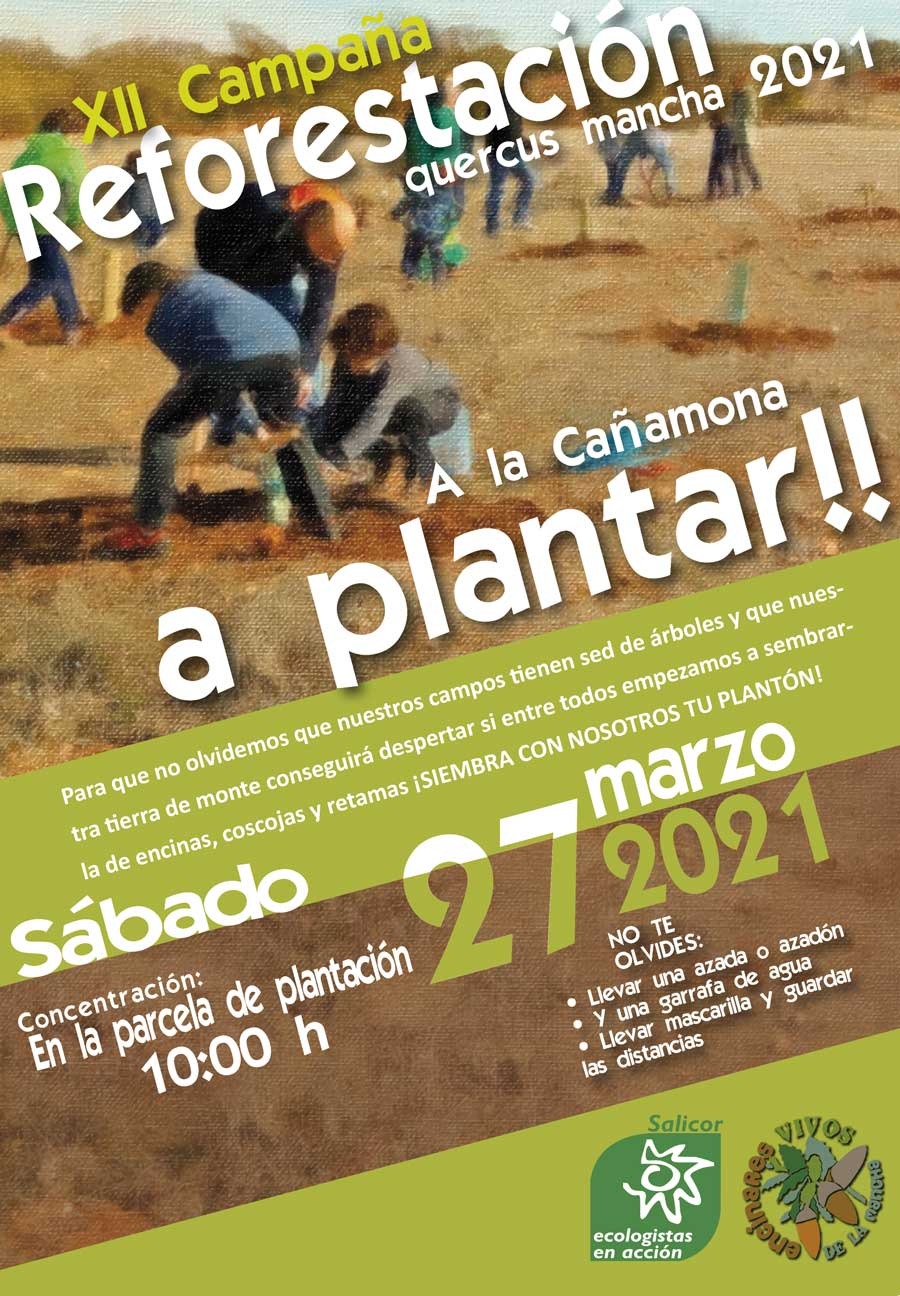 XII Campaña
Reforestación
quercus mancha 2021
A la Cañamona
a plantar!!
Para que no olvidemos que nuestros campos tienen sed de árboles y que nues-
tra tierra de monte conseguirá despertar si entre todos empezamos a sembrar-
la de encinas, coscojas y retamas ¡SIEMBRA CON NOSOTROS TU PLANTÓN!
Sábado
27
marzo
2021
Concentración:
En la parcela de plantación
10:00 h
NO TE
OLVIDES:
• Llevar una azada o azadón
• Y una garrafa de agua
• Llevar mascarilla y guardar
las distancias
Salicor
ecologistas
en acción
encinares
VIVOS
DE LA MANCHA